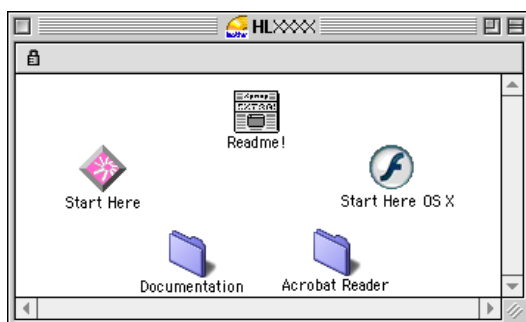 HLXXXX
Readme!
Start Here
Start Here OS X
Documentation
Acrobat Reader